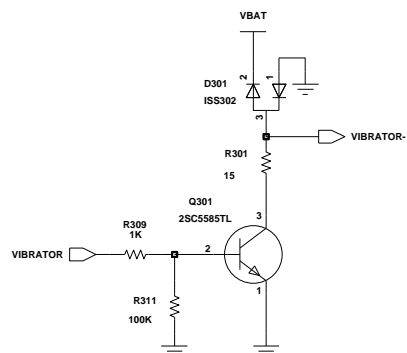 VBAT
D301
ISS302
2
1
3
VIBRATOR-
R301
15
Q301
2SC5585TL
3
R309
1K
VIBRATOR
2
1
R311
100K